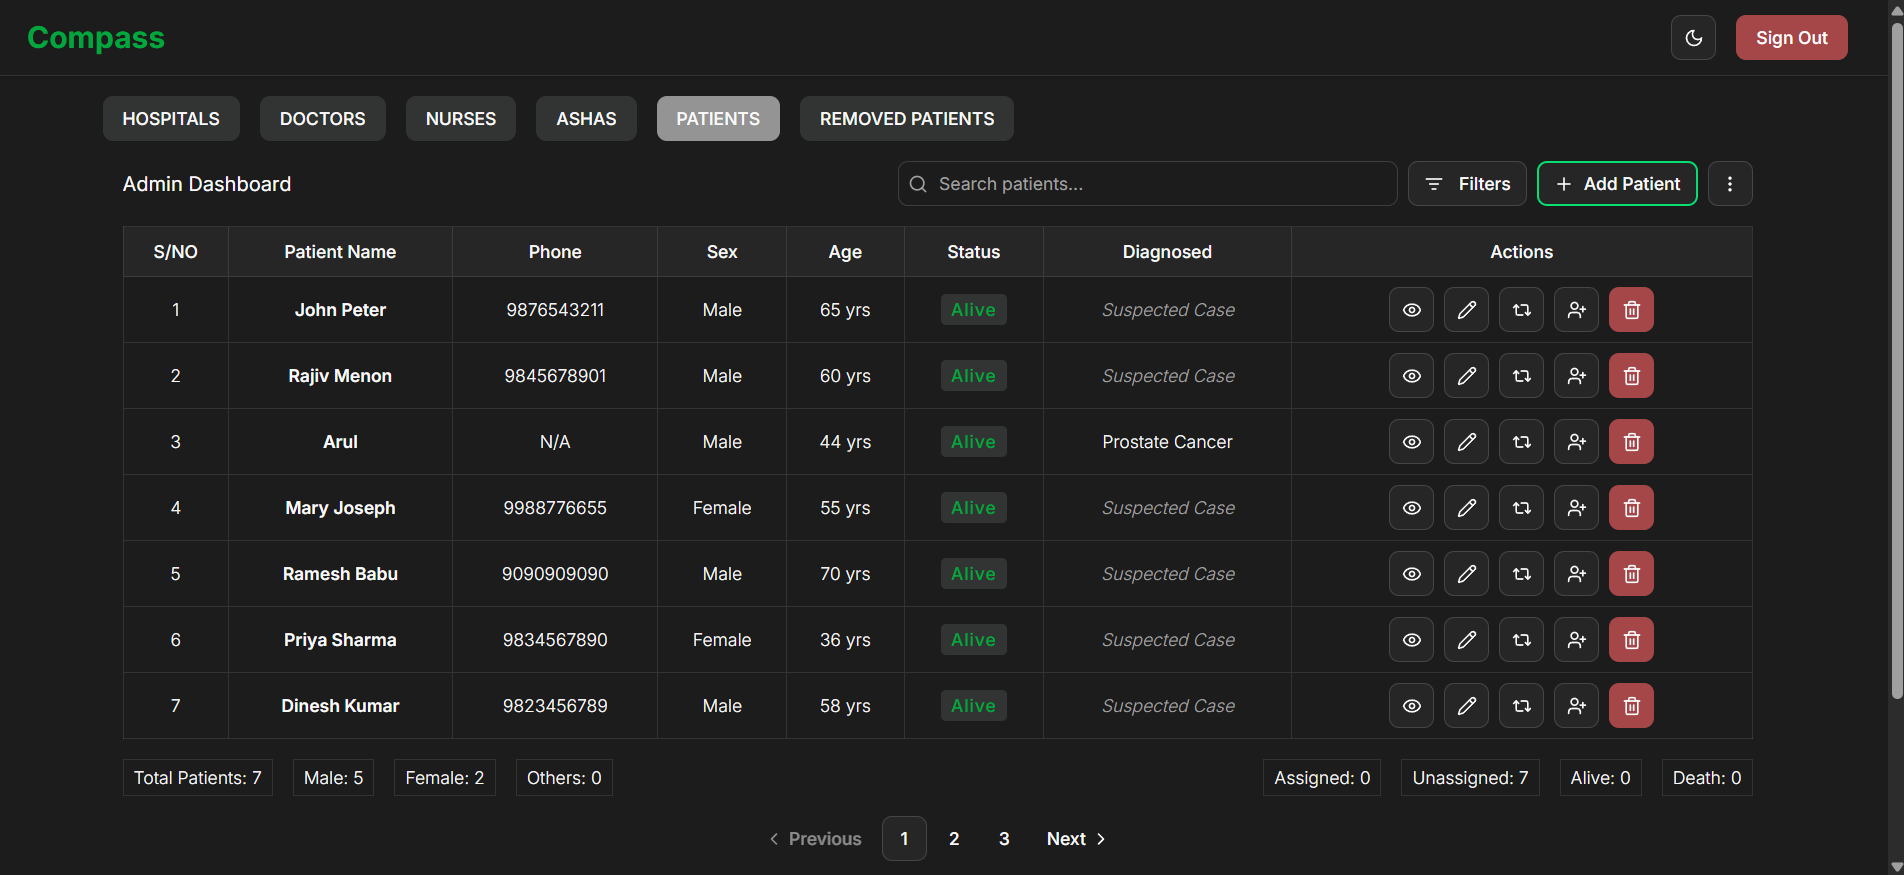 Compass
Sign Out
HOSPITALS DOCTORS NURSES ASHAS PATIENTS REMOVED PATIENTS
Admin Dashboard Search patients... Filters Add Patient
S/NO Patient Name Phone Sex Age Status Diagnosed Actions
1 John Peter 9876543211 Male 65 yrs Alive Suspected Case
2 Rajiv Menon 9845678901 Male 60 yrs Alive Suspected Case
3 Arul N/A Male 44 yrs Alive Prostate Cancer
4 Mary Joseph 9988776655 Female 55 yrs Alive Suspected Case
5 Ramesh Babu 9090909090 Male 70 yrs Alive Suspected Case
6 Priya Sharma 9834567890 Female 36 yrs Alive Suspected Case
7 Dinesh Kumar 9823456789 Male 58 yrs Alive Suspected Case
Total Patients: 7 Male: 5 Female: 2 Others: 0 Assigned: 0 Unassigned: 7 Alive: 0 Death: 0
Previous 1 2 3 Next